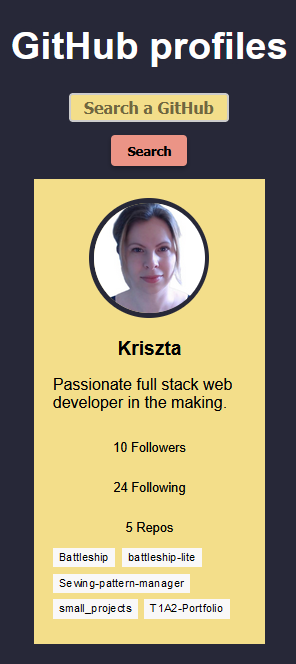 GitHub profiles
Search a GitHub
Search
Kriszta
Passionate full stack web
developer in the making.
10 Followers
24 Following
5 Repos
Battleship battleship-lite
Sewing-pattern-manager
small_projects T1A2-Portfolio